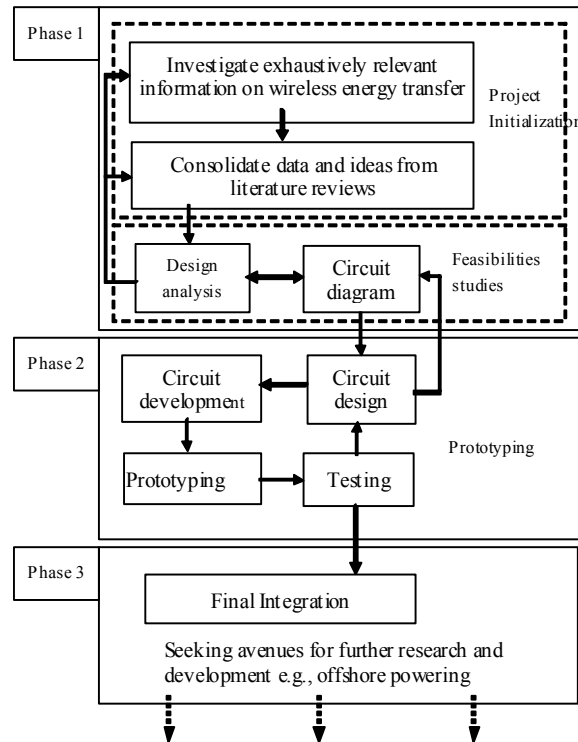 Phase 1
Investigate exhaustively relevant
information on wireless energy transfer
Project
Initialization
Consolidate data and ideas from
literature reviews
Design
analysis
Circuit
diagram
Feasibilities
studies
Phase 2
Circuit
development
Circuit
design
Prototyping
Prototyping
Testing
Phase 3
Final Integration
Seeking avenues for further research and
development e.g., offshore powering